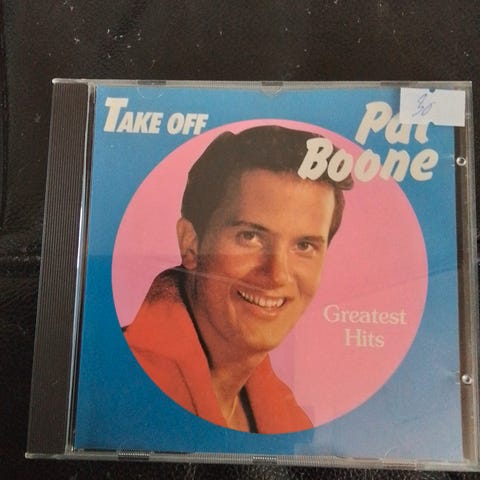 TAKE OFF
Pat
Boone
Greatest
Hits